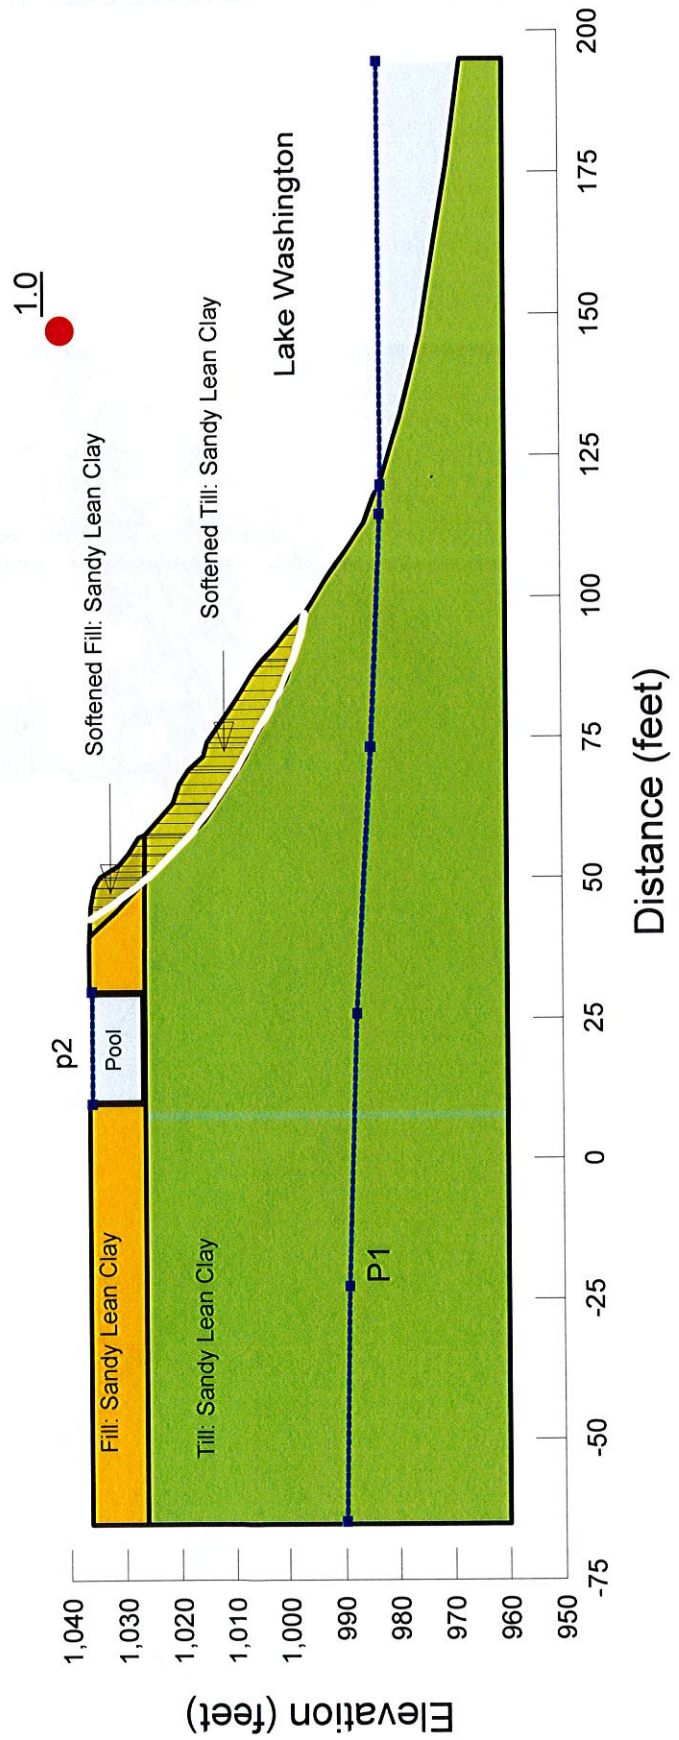 1.0
Softened Fill: Sandy Lean Clay
Softened Till: Sandy Lean Clay
Lake Washington
p2
Pool
Fill: Sandy Lean Clay
Till: Sandy Lean Clay
P1
Elevation (feet)
1,040
1,030
1,020
1,010
1,000
990
980
970
960
950
-75
-50
-25
0
25
50
75
100
125
150
175
200
Distance (feet)